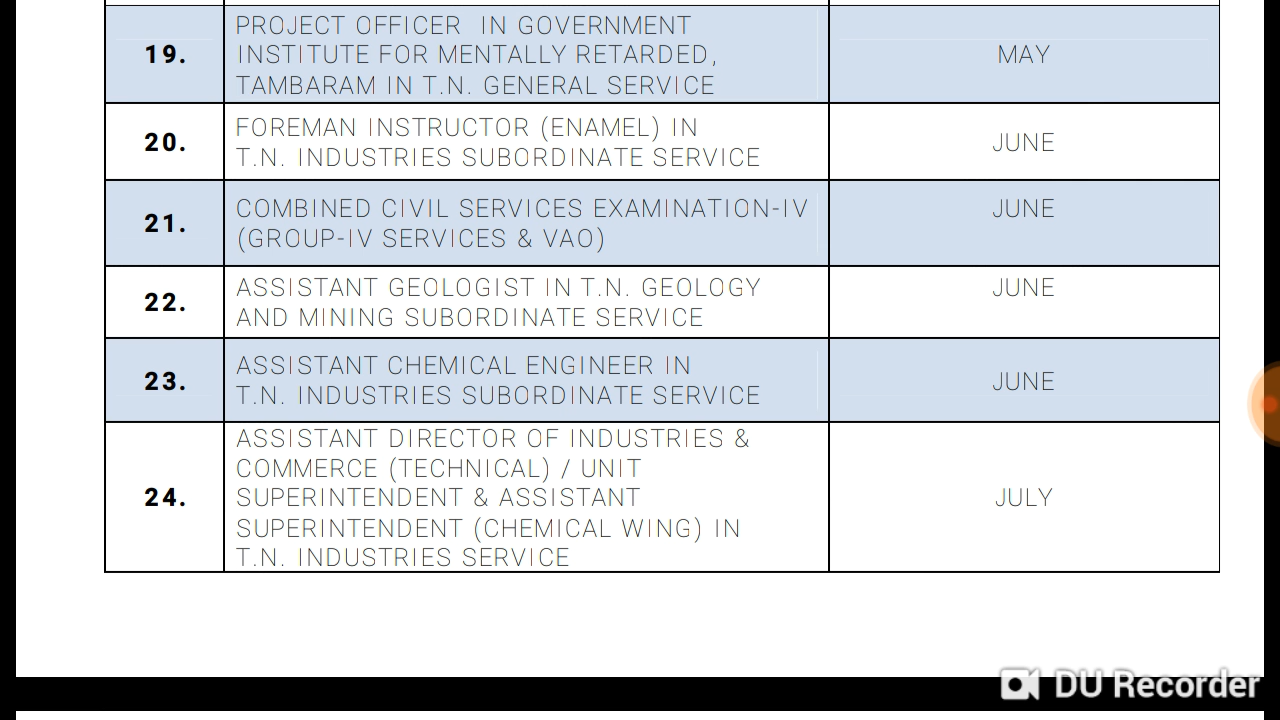 19.
PROJECT OFFICER IN GOVERNMENT
INSTITUTE FOR MENTALLY RETARDED,
TAMBARAM IN T.N. GENERAL SERVICE
MAY
20.
FOREMAN INSTRUCTOR (ENAMEL) IN
T.N. INDUSTRIES SUBORDINATE SERVICE
JUNE
21.
COMBINED CIVIL SERVICES EXAMINATION-IV
(GROUP-IV SERVICES & VAO)
JUNE
22.
ASSISTANT GEOLOGIST IN T.N. GEOLOGY
AND MINING SUBORDINATE SERVICE
JUNE
23.
ASSISTANT CHEMICAL ENGINEER IN
T.N. INDUSTRIES SUBORDINATE SERVICE
JUNE
24.
ASSISTANT DIRECTOR OF INDUSTRIES &
COMMERCE (TECHNICAL) / UNIT
SUPERINTENDENT & ASSISTANT
SUPERINTENDENT (CHEMICAL WING) IN
T.N. INDUSTRIES SERVICE
JULY
DU Recorder